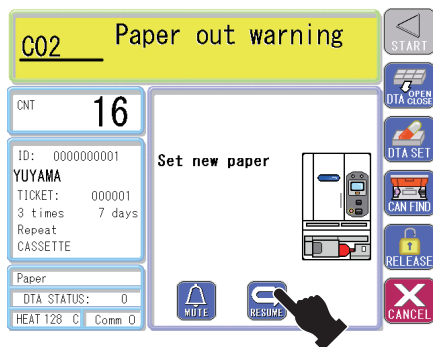 C02 Paper out warning
START
DTA OPEN CLOSE
CNT 16
ID: 0000000001
YUYAMA
TICKET: 000001
3 times 7 days
Repeat
CASSETTE
Set new paper
DTA SET
CAN FIND
RELEASE
Paper
DTA STATUS: 0
HEAT 128 C Comm O
MUTE
RESUME
CANCEL